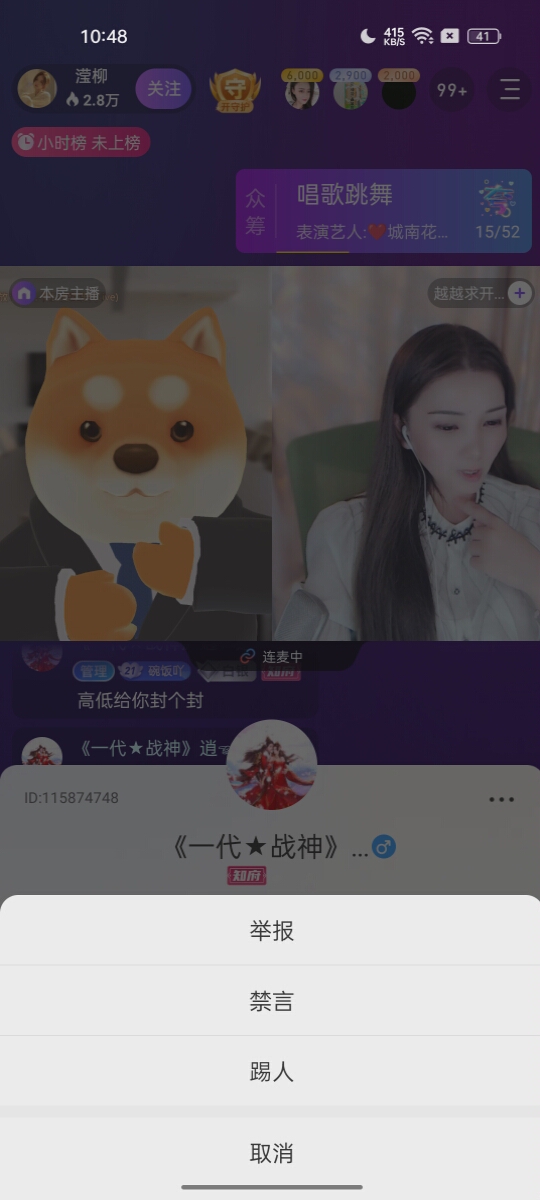 10:48
415
KB/S
41
滢柳
2.8万
关注
守
开守护
6,000
2,900
2,000
99+
小时榜 未上榜
众筹
唱歌跳舞
表演艺人:❤️城南花...
15/52
本房主播
越越求开...
连麦中
管理
21
碗饭吖
知府
高低给你封个封
《一代★战神》逍
ID:115874748
《一代★战神》...
知府
举报
禁言
踢人
取消